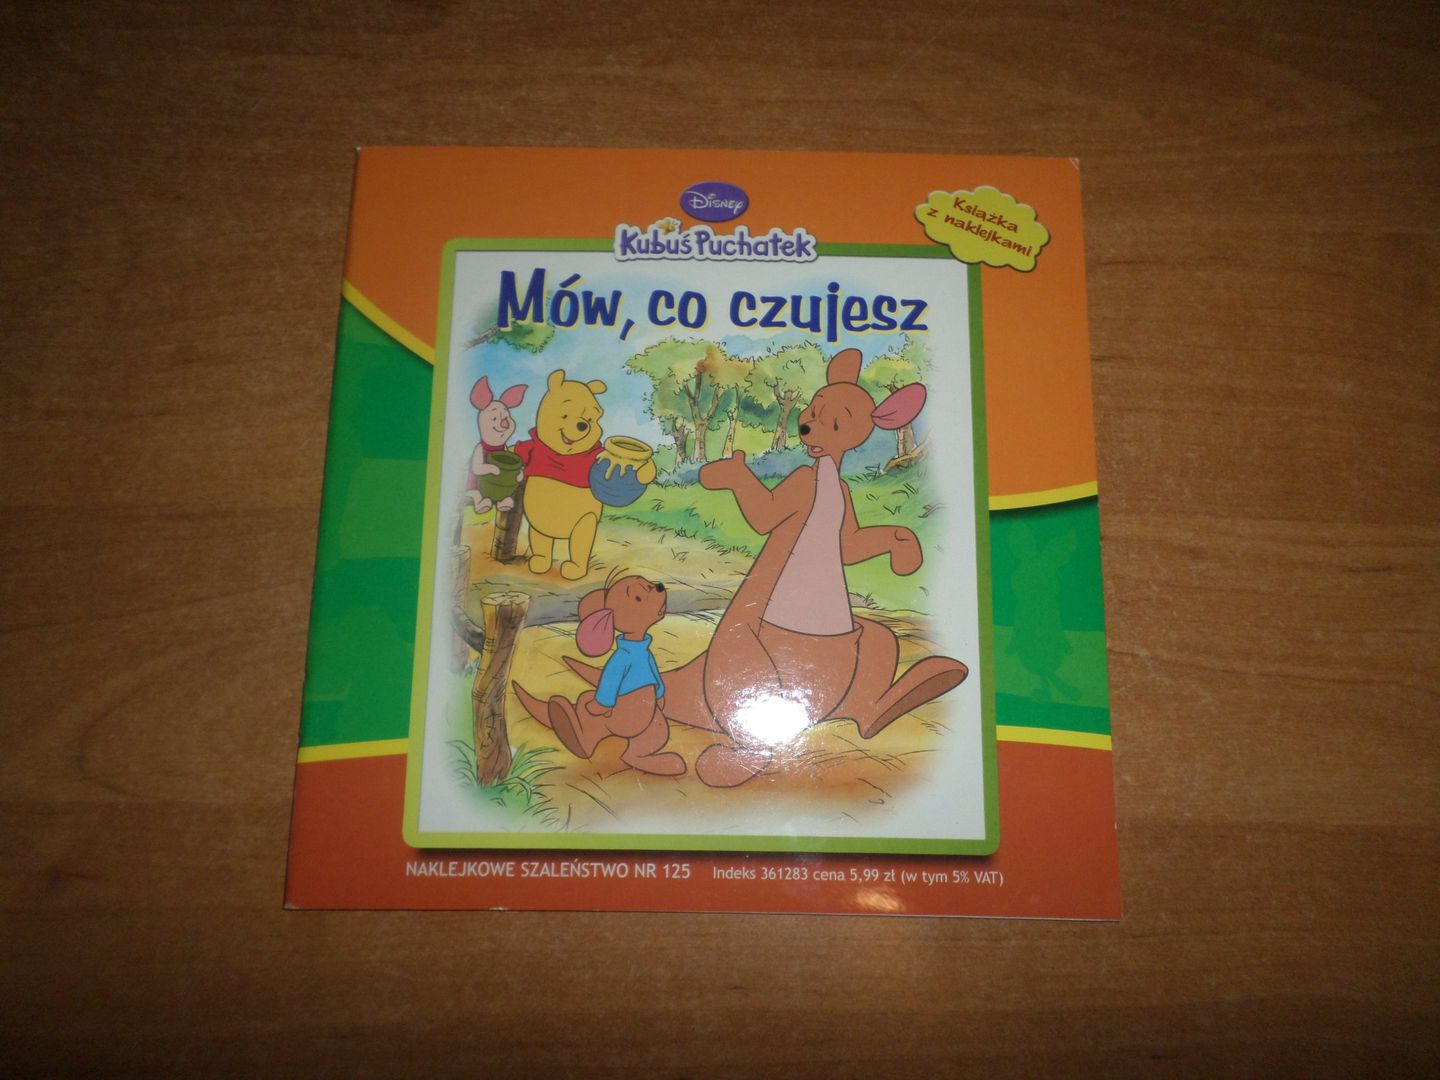 Disney
Kubuś Puchatek
Książka
z naklejkami
Mów, co czujesz
NAKLEJKOWE SZALEŃSTWO NR 125 Indeks 361283 cena 5,99 zł (w tym 5% VAT)